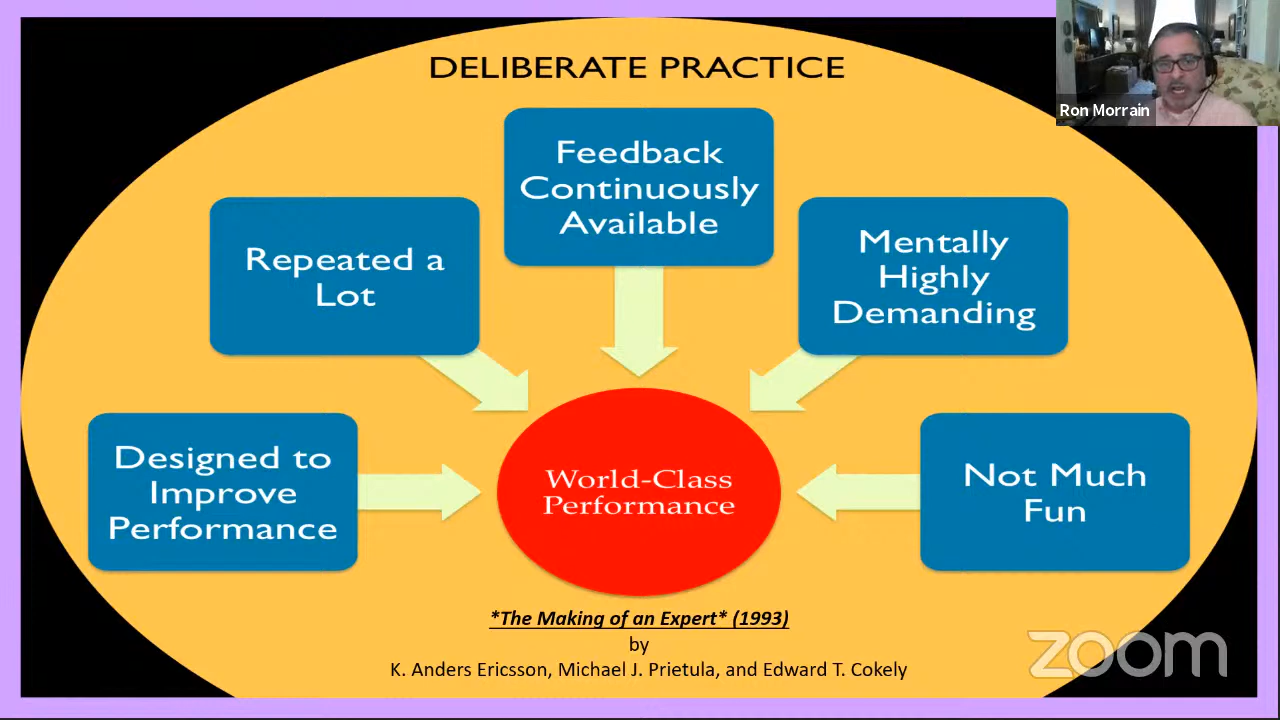 DELIBERATE PRACTICE
Ron Morrain
Feedback
Continuously
Available
Repeated a
Lot
Mentally
Highly
Demanding
Designed to
Improve
Performance
World-Class
Performance
Not Much
Fun
*The Making of an Expert* (1993)
by
K. Anders Ericsson, Michael J. Prietula, and Edward T. Cokely
zoom